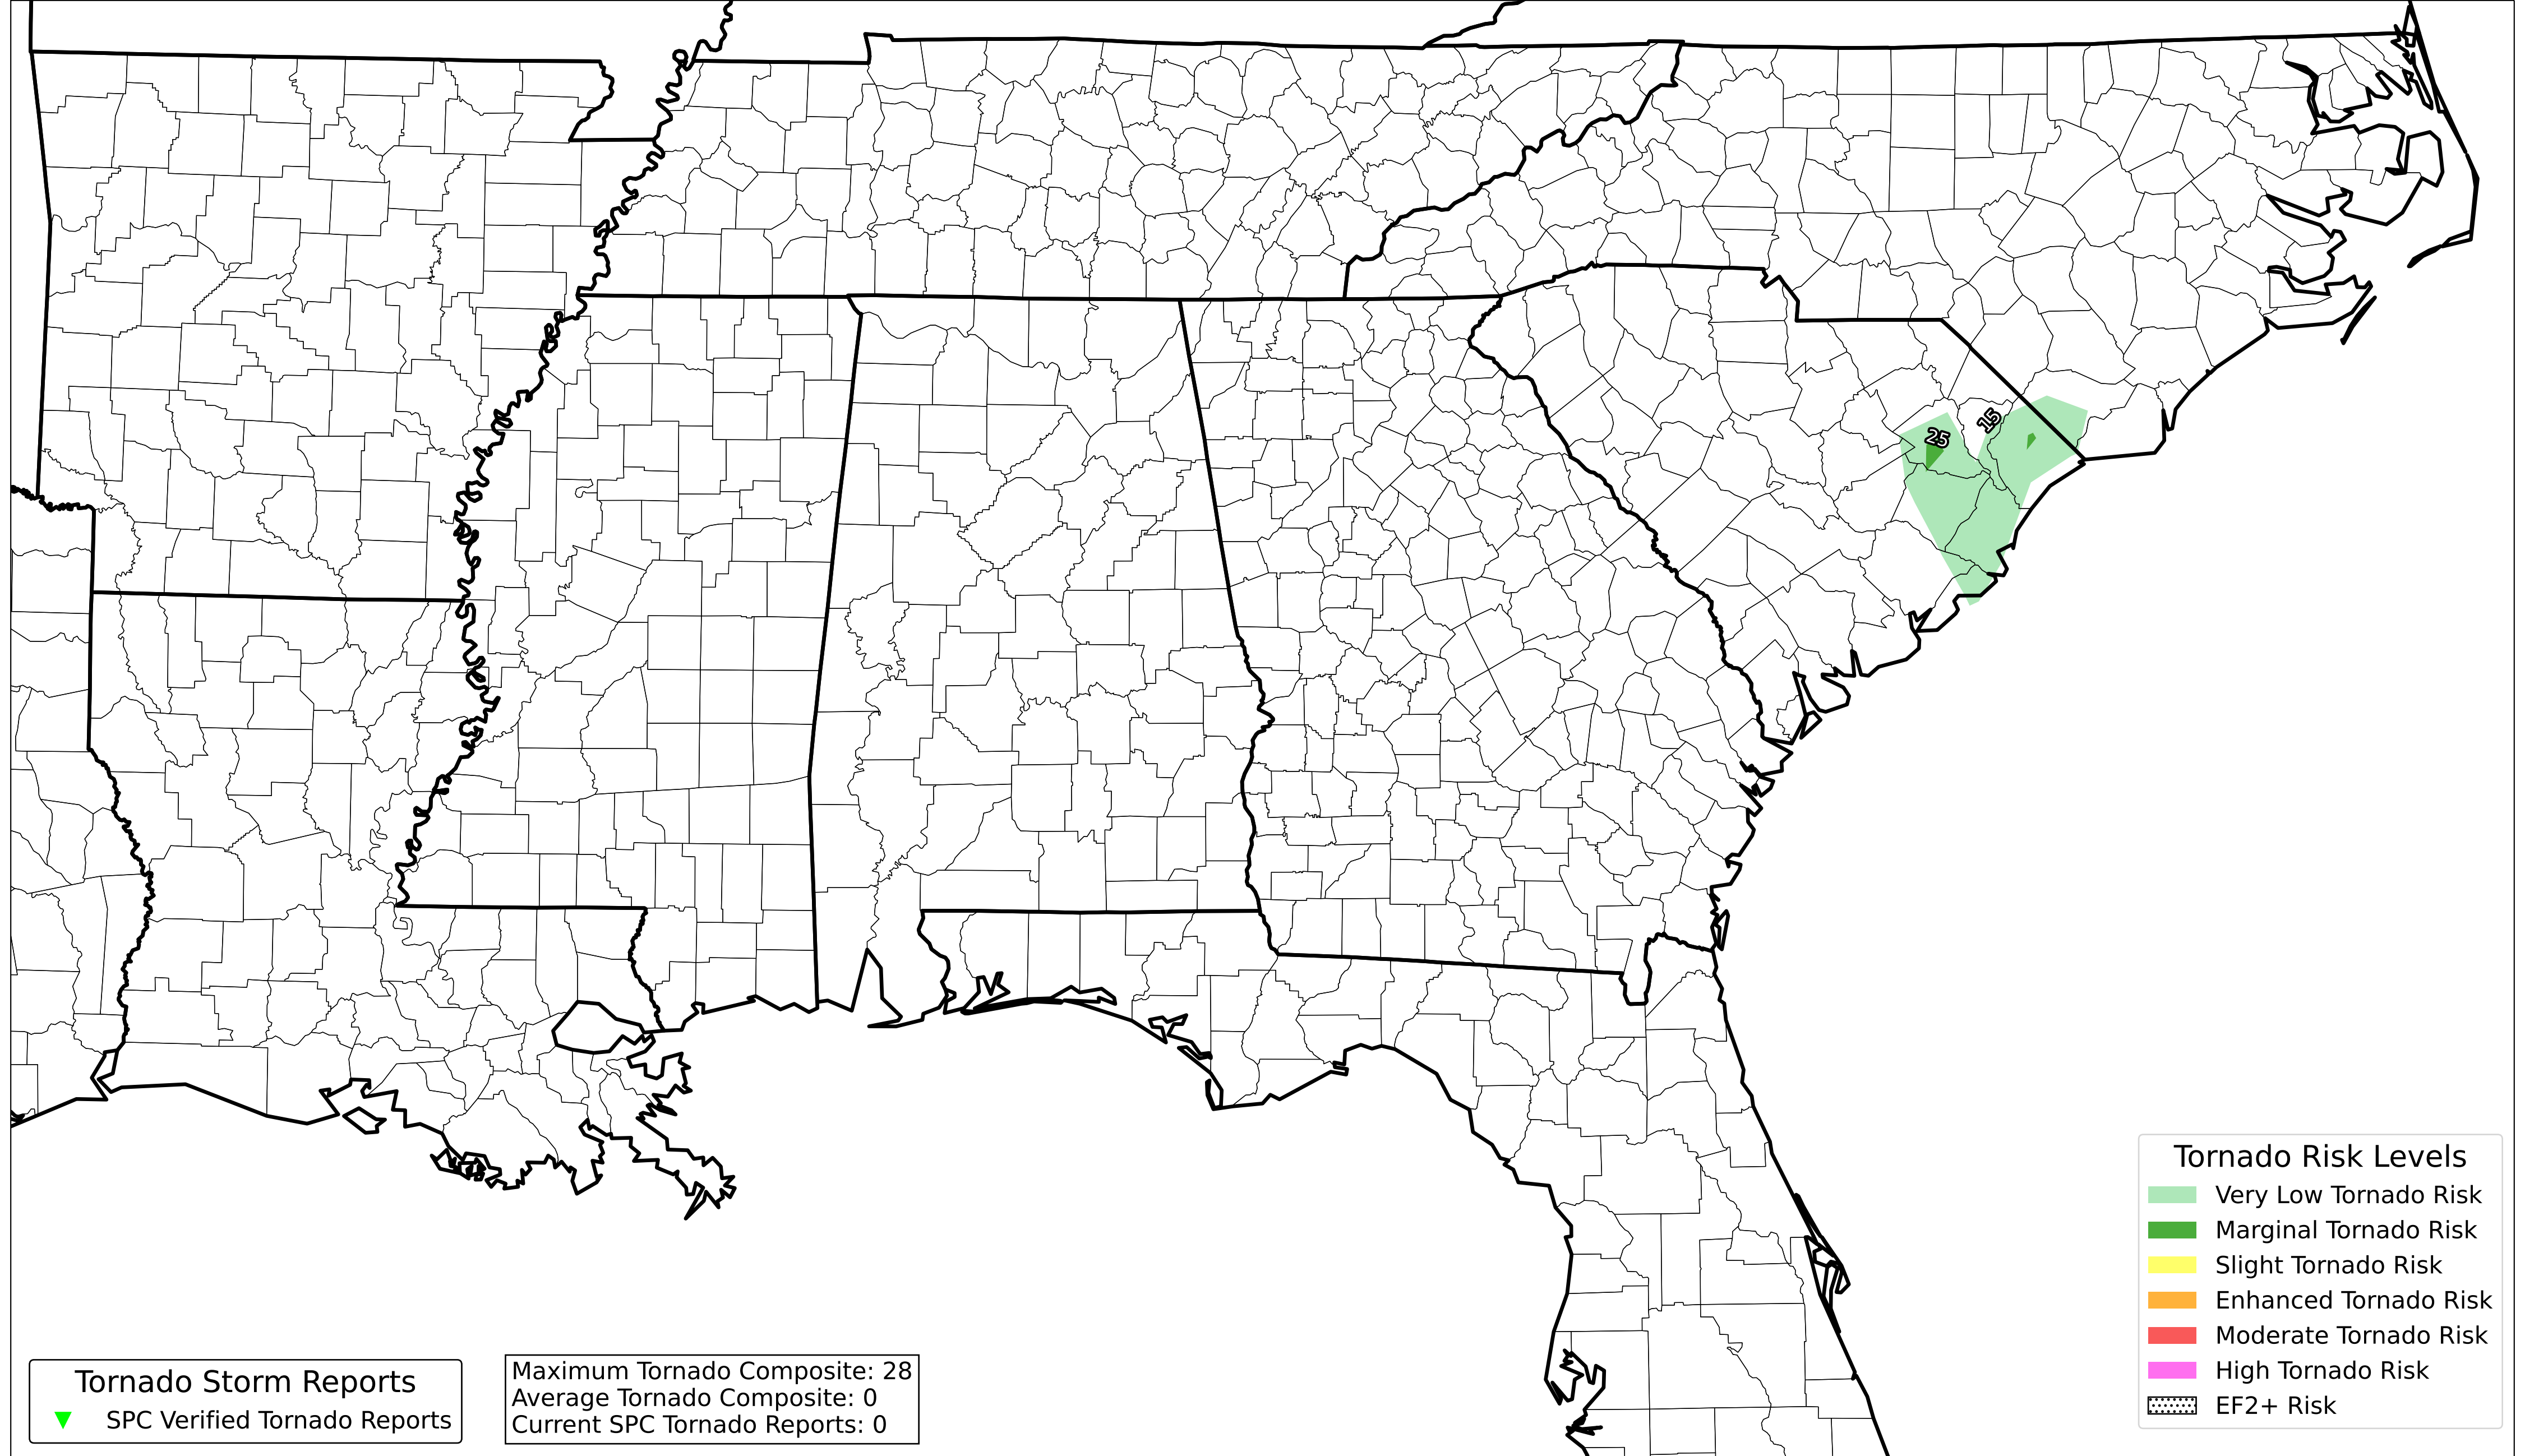 25
15
Tornado Risk Levels
Very Low Tornado Risk
Marginal Tornado Risk
Slight Tornado Risk
Enhanced Tornado Risk
Moderate Tornado Risk
High Tornado Risk
EF2+ Risk
Tornado Storm Reports
SPC Verified Tornado Reports
Maximum Tornado Composite: 28
Average Tornado Composite: 0
Current SPC Tornado Reports: 0